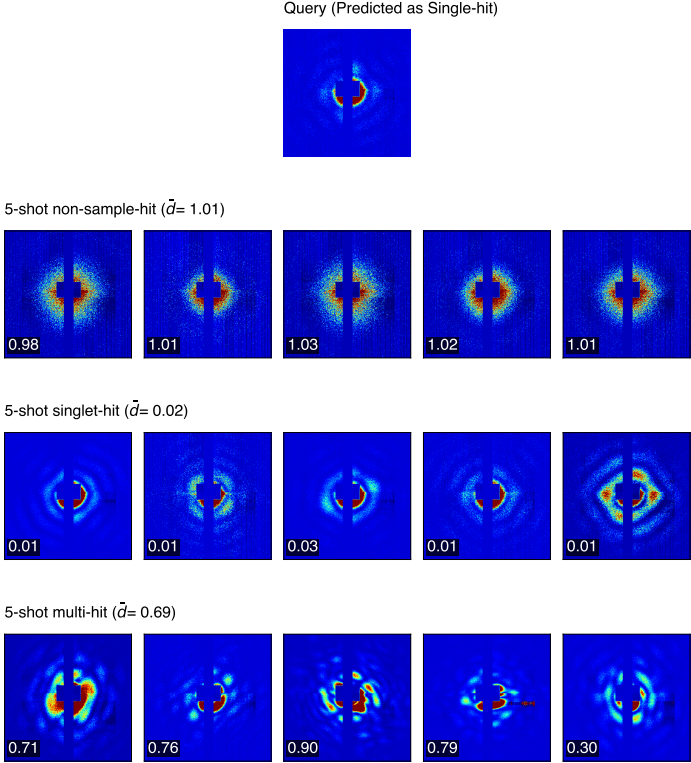 Query (Predicted as Single-hit)
5-shot non-sample-hit (d̄= 1.01)
0.98 1.01 1.03 1.02 1.01
5-shot singlet-hit (d̄= 0.02)
0.01 0.01 0.03 0.01 0.01
5-shot multi-hit (d̄= 0.69)
0.71 0.76 0.90 0.79 0.30